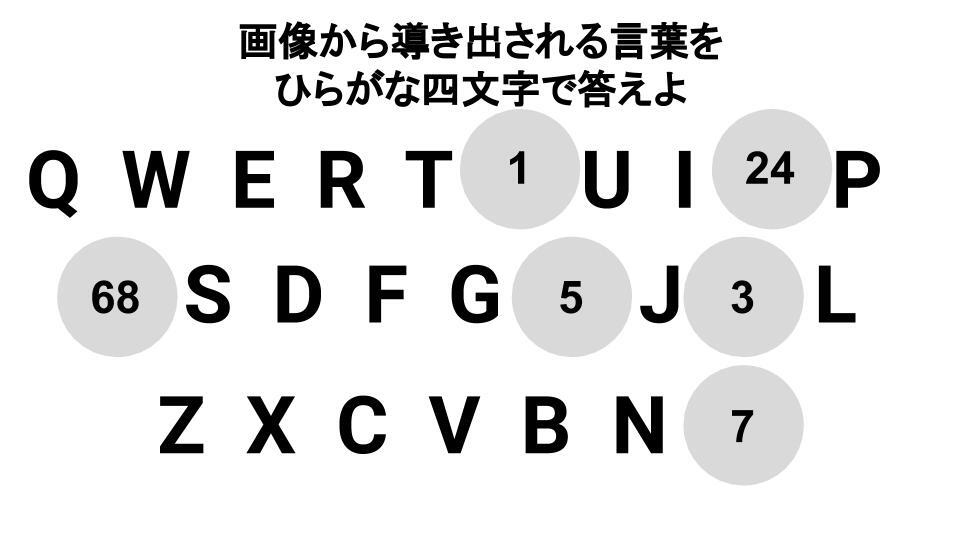 画像から導き出される言葉を
ひらがな四文字で答えよ
Q W E R T 1 U I 24 P
68 S D F G 5 J 3 L
Z X C V B N 7